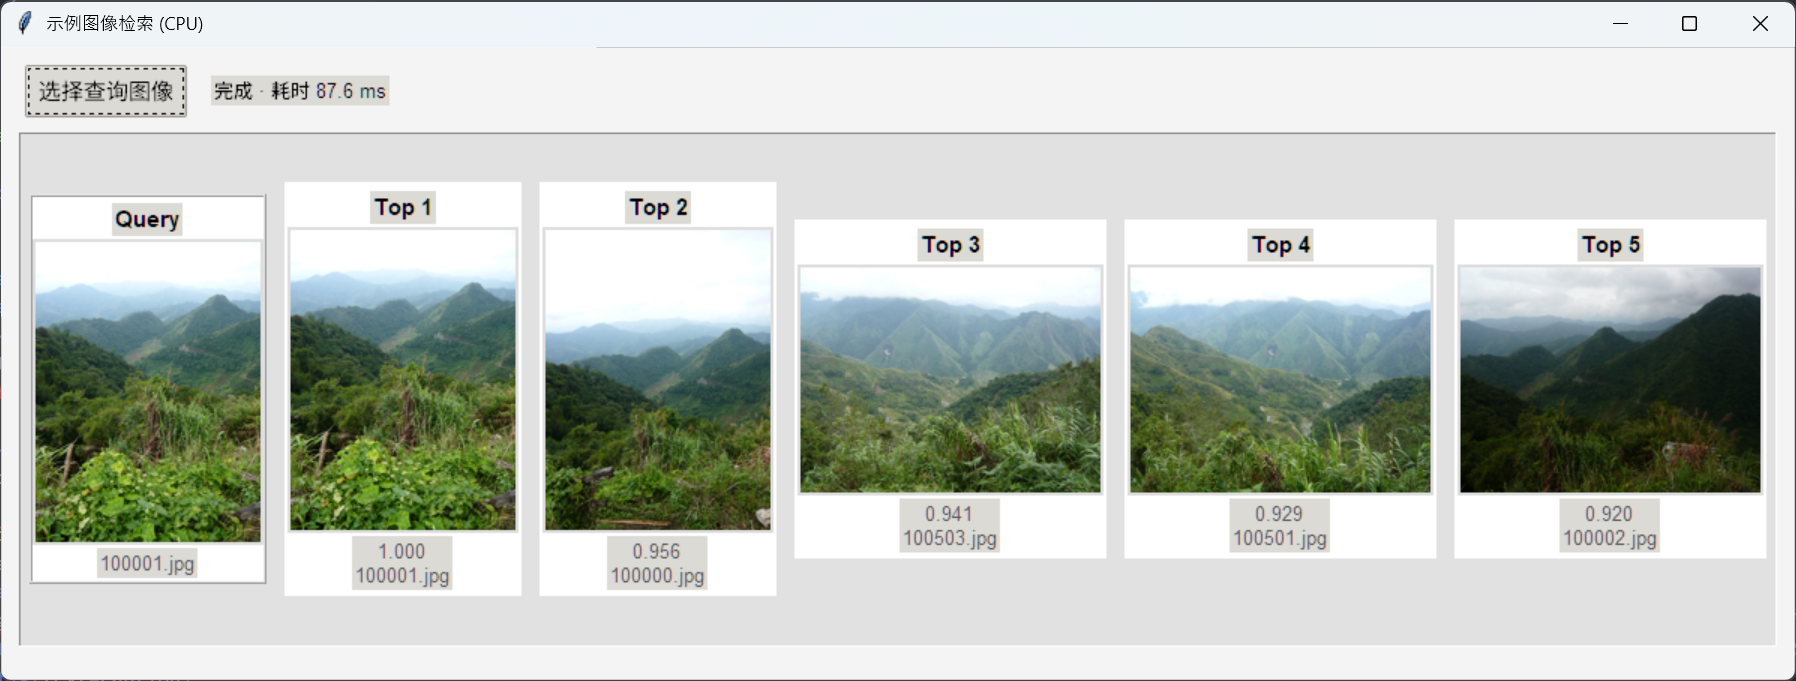 示例图像检索 (CPU)
选择查询图像
完成 · 耗时 87.6 ms
Query
100001.jpg
Top 1
1.000
100001.jpg
Top 2
0.956
100000.jpg
Top 3
0.941
100503.jpg
Top 4
0.929
100501.jpg
Top 5
0.920
100002.jpg